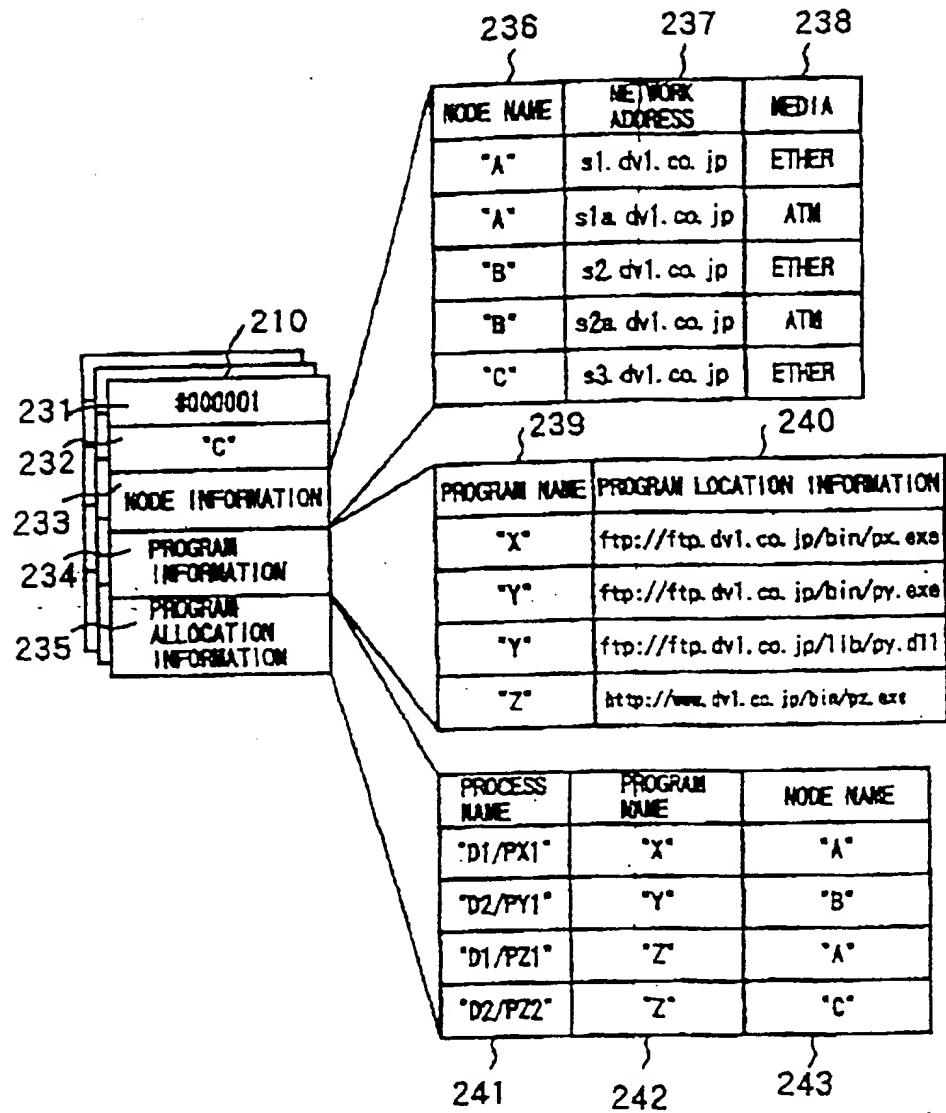 236 237 238
NODE NAME NETWORK ADDRESS MEDIA
"A" s1.dv1.co.jp ETHER
"A" s1a.dv1.co.jp ATM
"B" s2.dv1.co.jp ETHER
"B" s2a.dv1.co.jp ATM
"C" s3.dv1.co.jp ETHER
210
231 #000001
232 "C"
233 NODE INFORMATION
234 PROGRAM INFORMATION
235 PROGRAM ALLOCATION INFORMATION
239 240
PROGRAM NAME PROGRAM LOCATION INFORMATION
"X" ftp://ftp.dv1.co.jp/bin/px.exe
"Y" ftp://ftp.dv1.co.jp/bin/py.exe
"Y" ftp://ftp.dv1.co.jp/lib/py.dll
"Z" http://www.dv1.co.jp/bin/pz.exe
PROCESS NAME PROGRAM NAME NODE NAME
"D1/PX1" "X" "A"
"D2/PY1" "Y" "B"
"D1/PZ1" "Z" "A"
"D2/PZ2" "Z" "C"
241 242 243